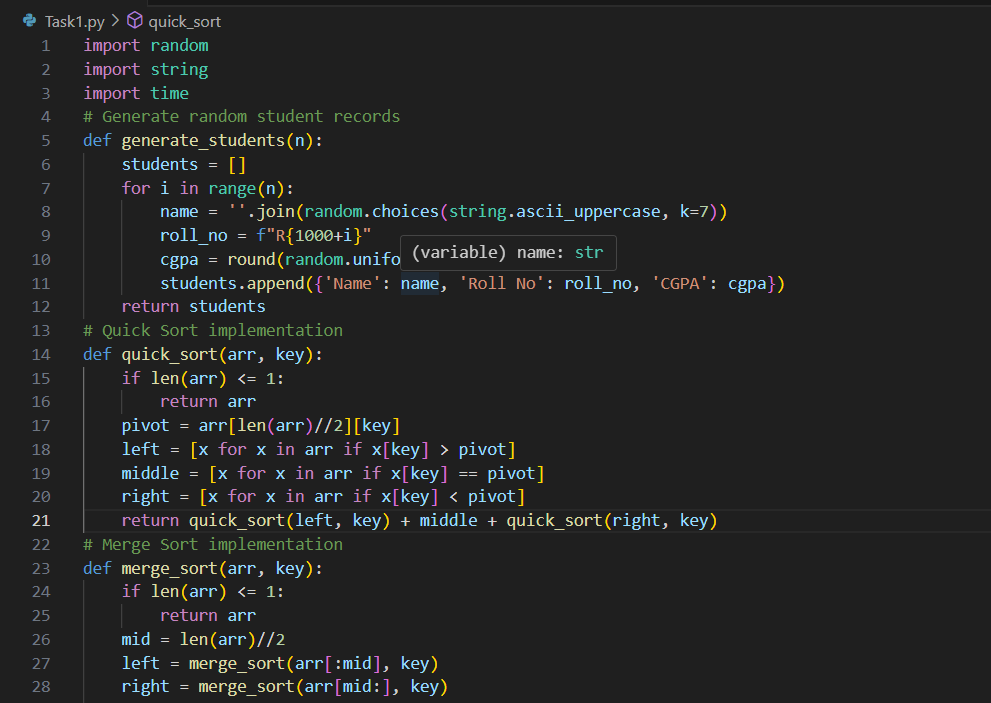 Task1.py > quick_sort
1 import random
2 import string
3 import time
4 # Generate random student records
5 def generate_students(n):
6     students = []
7     for i in range(n):
8         name = ''.join(random.choices(string.ascii_uppercase, k=7))
9         roll_no = f"R{1000+i}"
(variable) name: str
10         cgpa = round(random.unifo
11         students.append({'Name': name, 'Roll No': roll_no, 'CGPA': cgpa})
12     return students
13 # Quick Sort implementation
14 def quick_sort(arr, key):
15     if len(arr) <= 1:
16         return arr
17     pivot = arr[len(arr)//2][key]
18     left = [x for x in arr if x[key] > pivot]
19     middle = [x for x in arr if x[key] == pivot]
20     right = [x for x in arr if x[key] < pivot]
21     return quick_sort(left, key) + middle + quick_sort(right, key)
22 # Merge Sort implementation
23 def merge_sort(arr, key):
24     if len(arr) <= 1:
25         return arr
26     mid = len(arr)//2
27     left = merge_sort(arr[:mid], key)
28     right = merge_sort(arr[mid:], key)